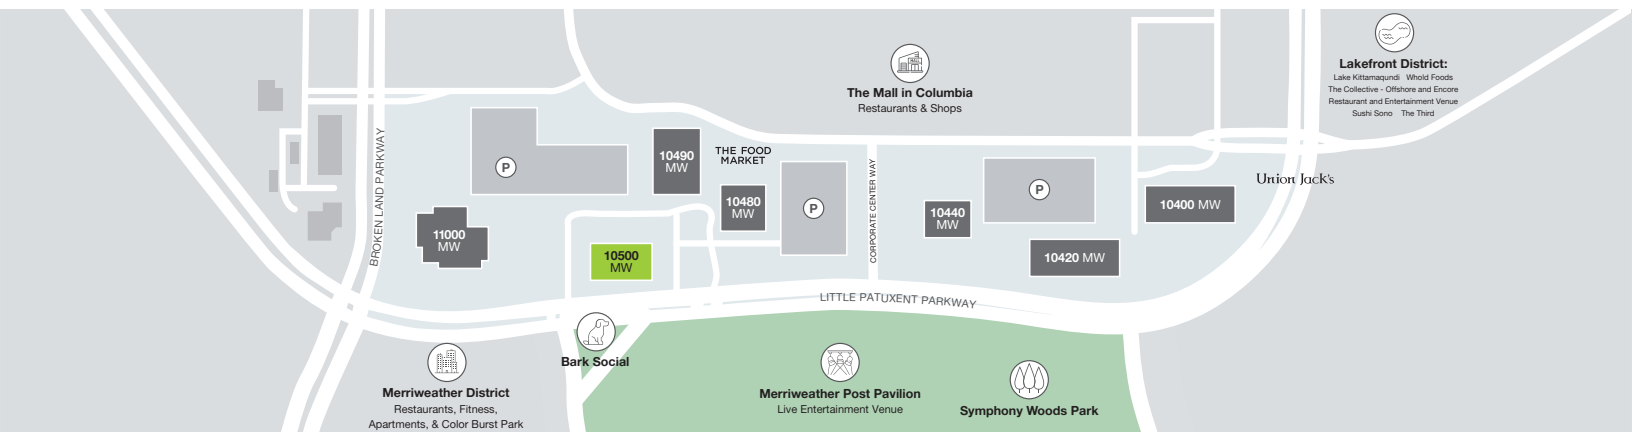 Lakefront District:
Lake Kittamaqundi Whold Foods
The Collective - Offshore and Encore
Restaurant and Entertainment Venue
Sushi Sono The Third
MALL
The Mall in Columbia
Restaurants & Shops
BROKEN LAND PARKWAY
P
10490
MW
THE FOOD
MARKET
10480
MW
P
CORPORATE CENTER WAY
P
Union Jack's
10400 MW
10440
MW
11000
MW
10500
MW
10420 MW
LITTLE PATUXENT PARKWAY
Bark Social
Merriweather District
Restaurants, Fitness,
Apartments, & Color Burst Park
Merriweather Post Pavilion
Live Entertainment Venue
Symphony Woods Park